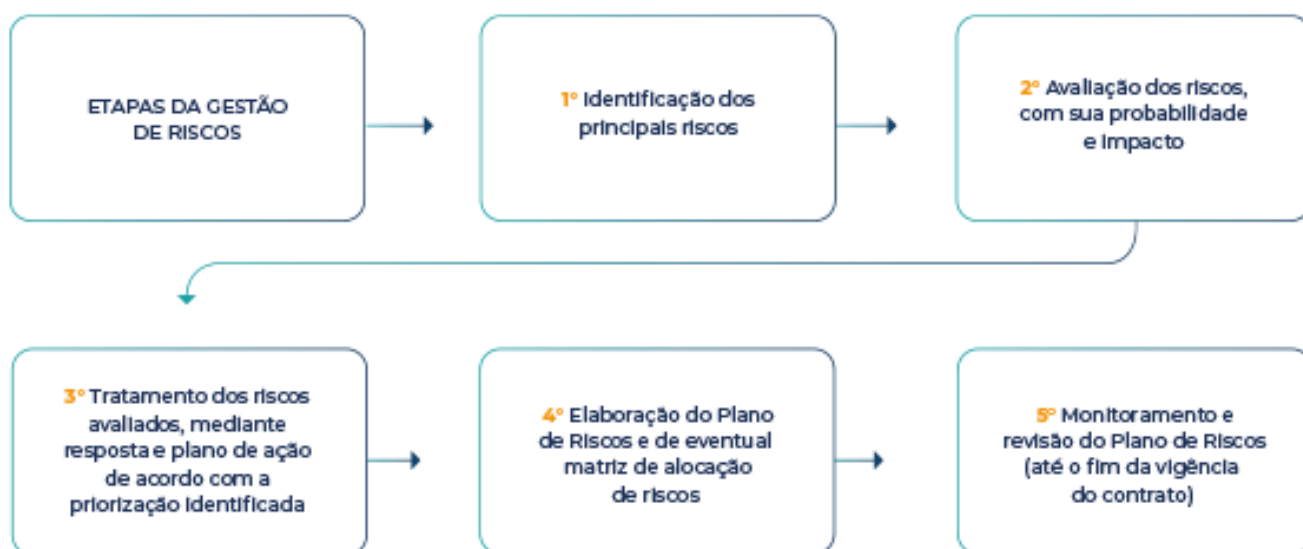 ETAPAS DA GESTÃO
DE RISCOS
1º Identificação dos
principais riscos
2º Avaliação dos riscos,
com sua probabilidade
e impacto
3º Tratamento dos riscos
avaliados, mediante
resposta e plano de ação
de acordo com a
priorização identificada
4º Elaboração do Plano
de Riscos e de eventual
matriz de alocação
de riscos
5º Monitoramento e
revisão do Plano de Riscos
(até o fim da vigência
do contrato)